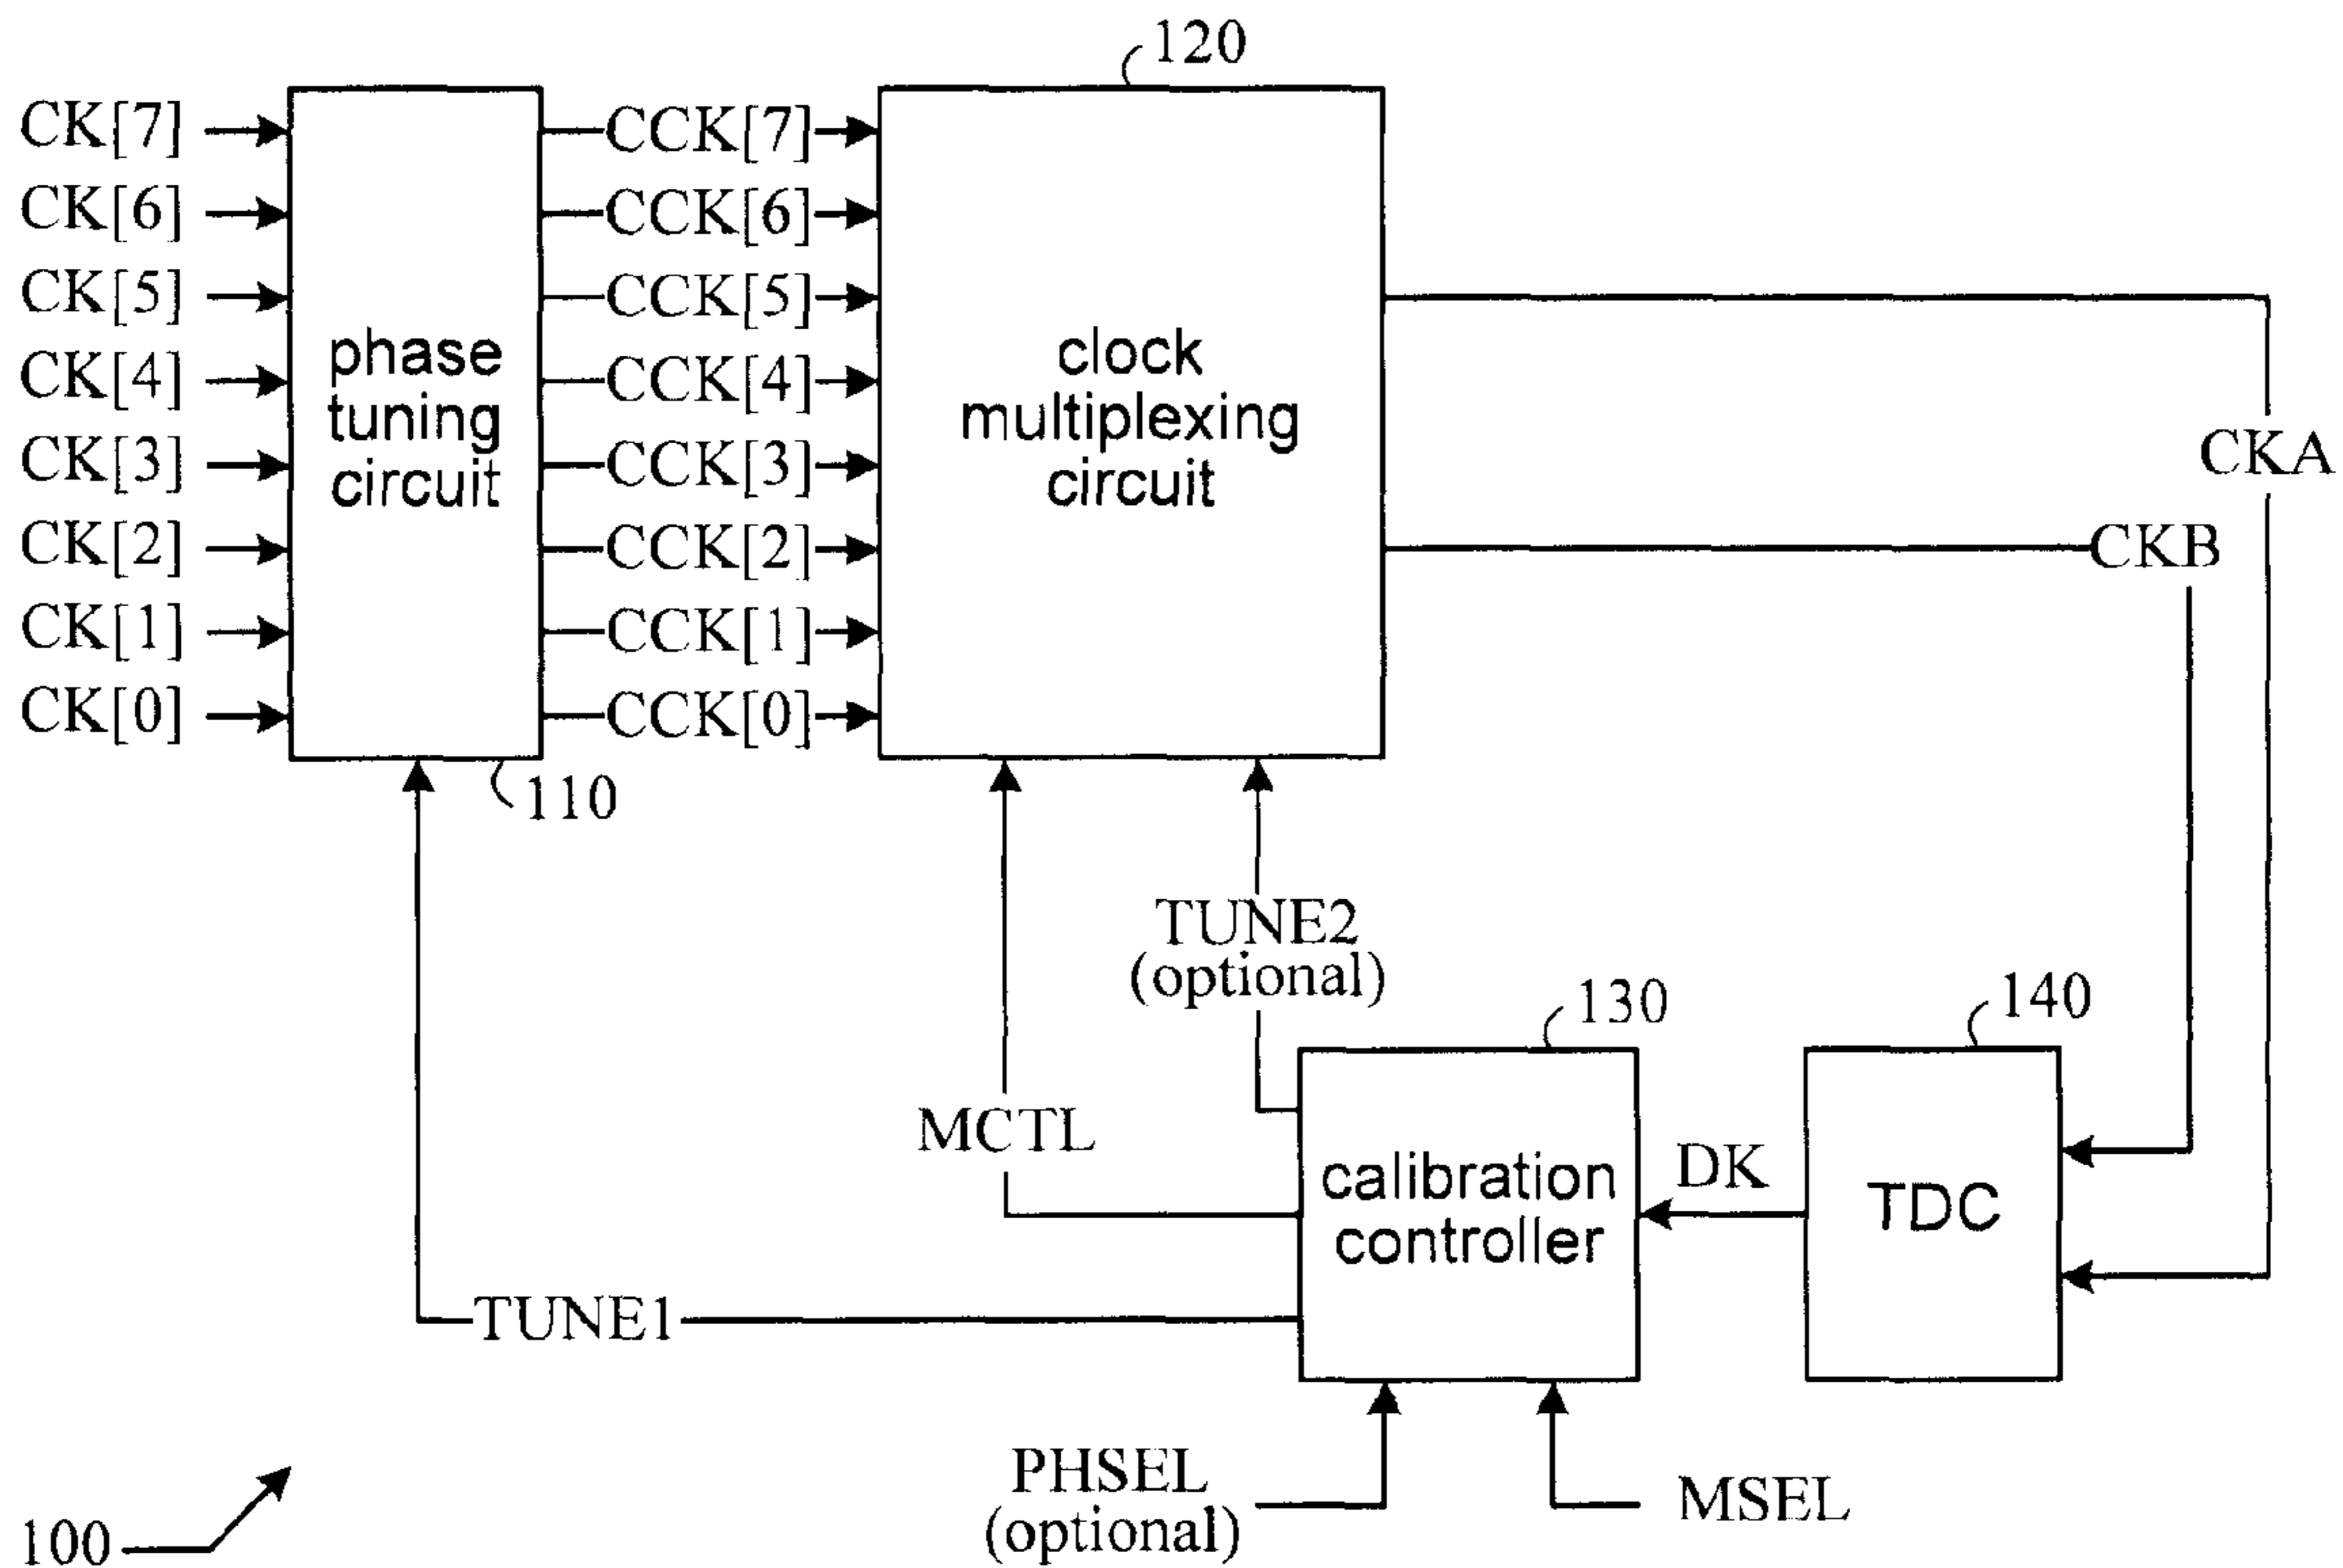 120
CK[7]
CCK[7]
CK[6]
CCK[6]
CK[5]
CCK[5]
phase
tuning
circuit
clock
multiplexing
circuit
CK[4]
CCK[4]
CK[3]
CCK[3]
CKA
CK[2]
CCK[2]
CKB
CK[1]
CCK[1]
CK[0]
CCK[0]
110
TUNE2
(optional)
130
140
MCTL
calibration
controller
DK
TDC
TUNE1
PHSEL
(optional)
MSEL
100